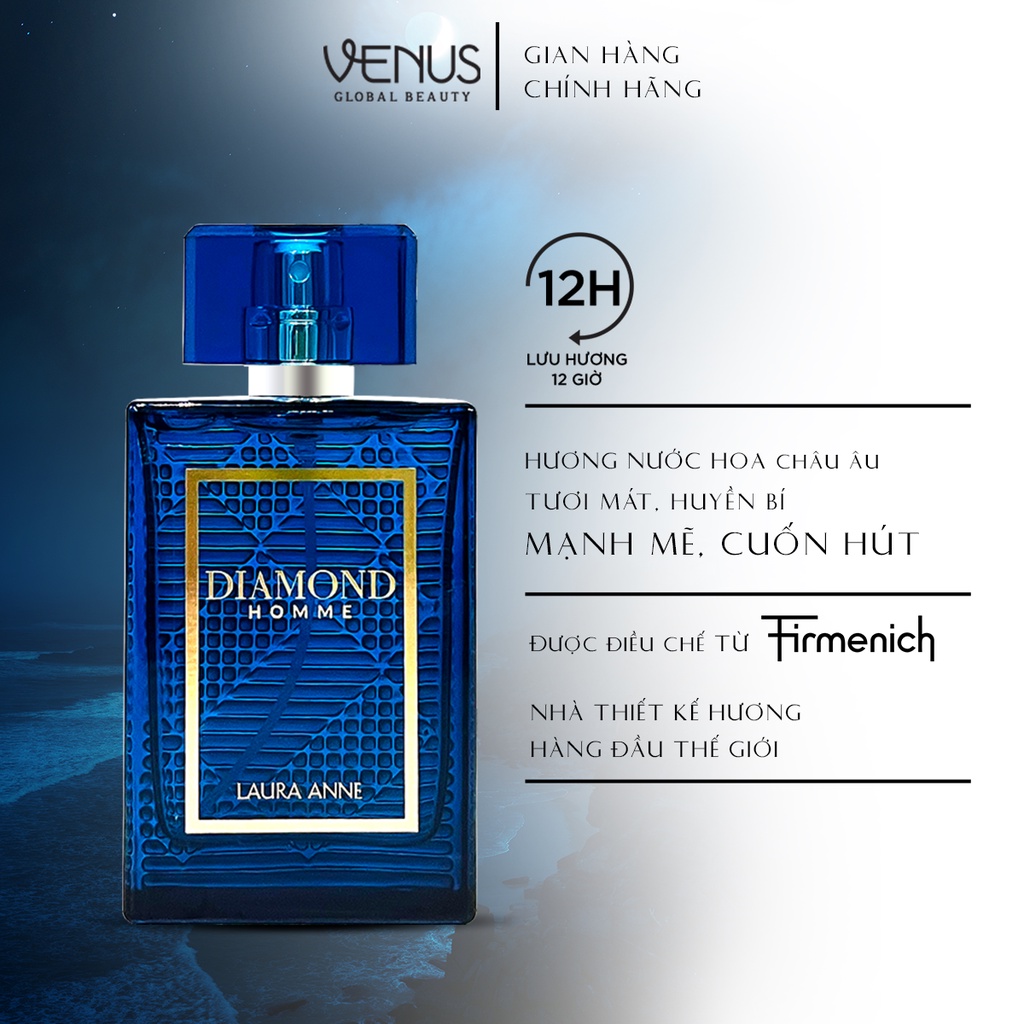 VENUS
GLOBAL BEAUTY
GIAN HÀNG
CHÍNH HÃNG
12H
LƯU HƯƠNG
12 GIỜ
HƯƠNG NƯỚC HOA CHÂU ÂU
TƯƠI MÁT, HUYỀN BÍ
MẠNH MẼ, CUỐN HÚT
ĐƯỢC ĐIỀU CHẾ TỪ Firmenich
NHÀ THIẾT KẾ HƯƠNG
HÀNG ĐẦU THẾ GIỚI
DIAMOND
HOMME
LAURA ANNE